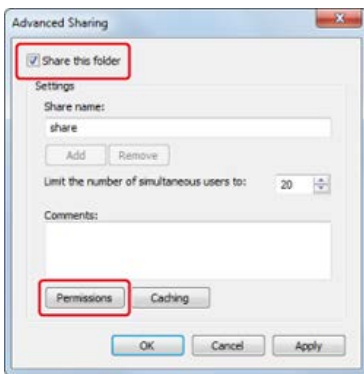 Advanced Sharing
Share this folder
Settings
Share name:
share
Add Remove
Limit the number of simultaneous users to: 20
Comments:
Permissions Caching
OK Cancel Apply